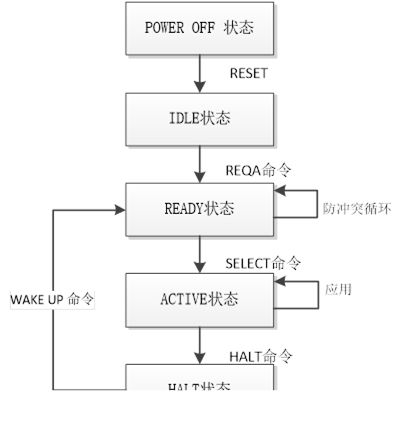 POWER OFF 状态
RESET
IDLE状态
REQA命令
READY状态
防冲突循环
SELECT命令
ACTIVE状态
应用
WAKE UP 命令
HALT命令
HALT状态